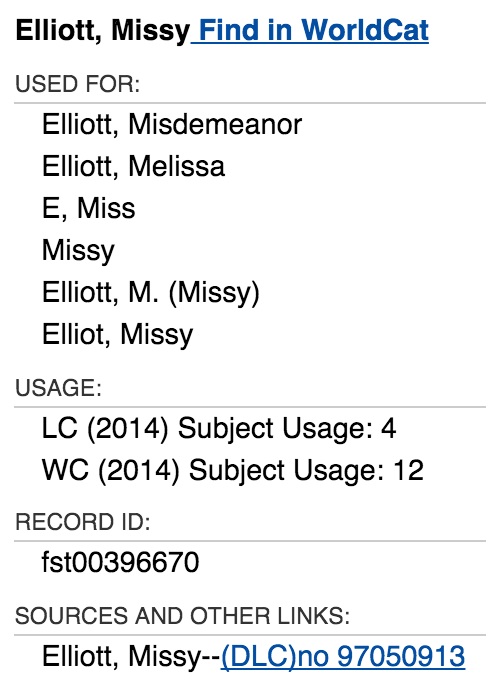 Elliott, Missy Find in WorldCat
USED FOR:
Elliott, Misdemeanor
Elliott, Melissa
E, Miss
Missy
Elliott, M. (Missy)
Elliot, Missy
USAGE:
LC (2014) Subject Usage: 4
WC (2014) Subject Usage: 12
RECORD ID:
fst00396670
SOURCES AND OTHER LINKS:
Elliott, Missy--(DLC)no 97050913